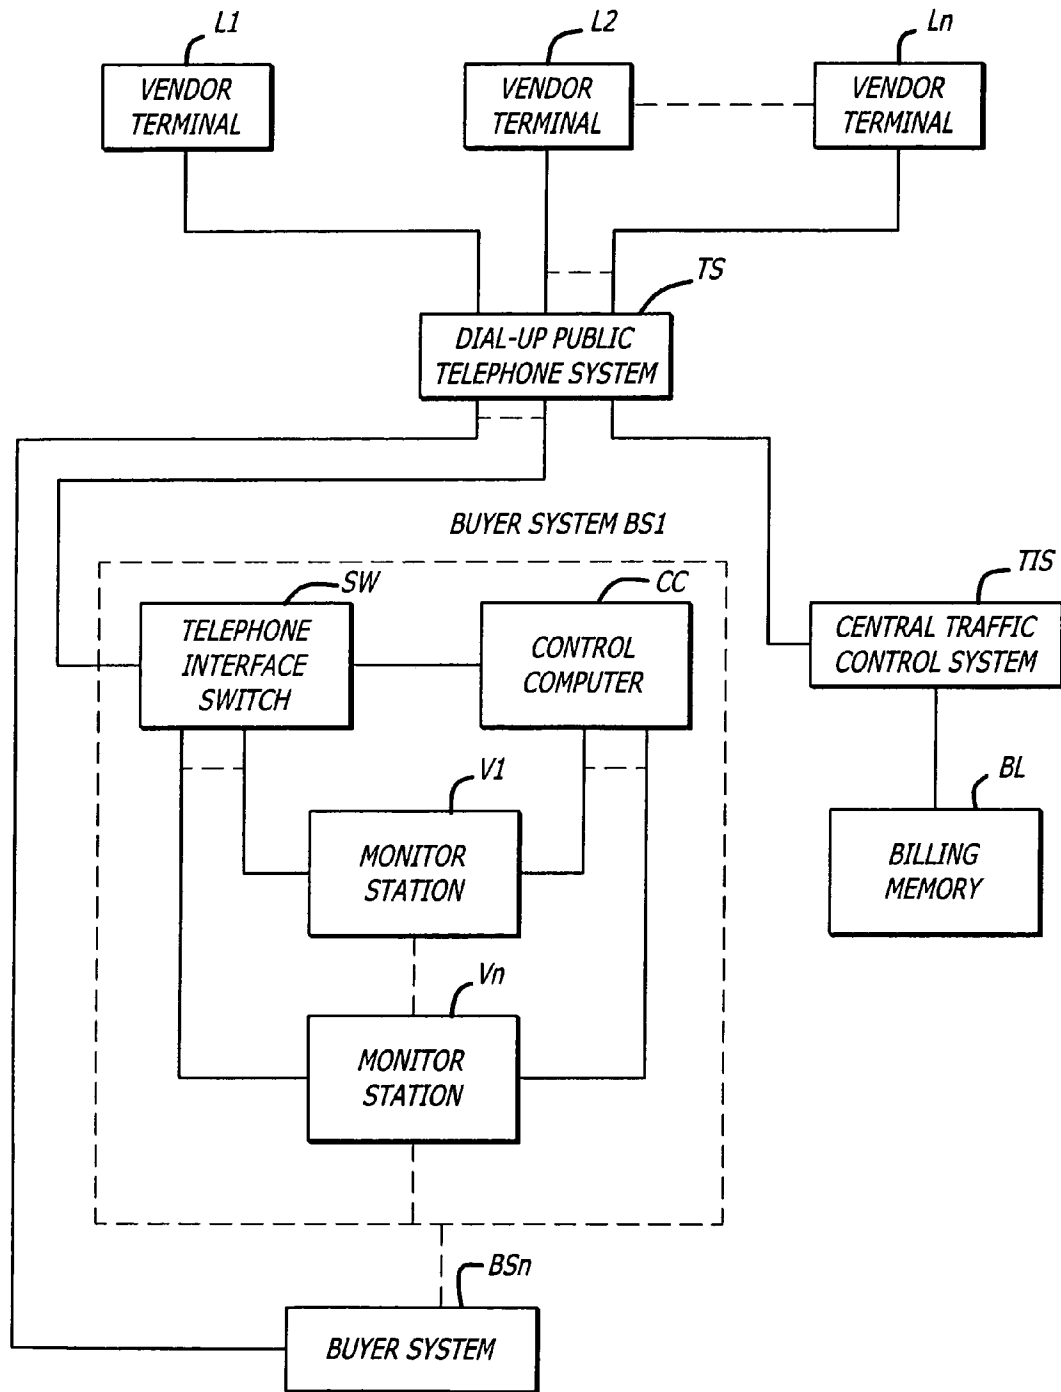 L1
L2
Ln
VENDOR
TERMINAL
VENDOR
TERMINAL
VENDOR
TERMINAL
TS
DIAL-UP PUBLIC
TELEPHONE SYSTEM
BUYER SYSTEM BS1
SW
CC
TIS
TELEPHONE
INTERFACE
SWITCH
CONTROL
COMPUTER
CENTRAL TRAFFIC
CONTROL SYSTEM
V1
BL
MONITOR
STATION
BILLING
MEMORY
Vn
MONITOR
STATION
BSn
BUYER SYSTEM